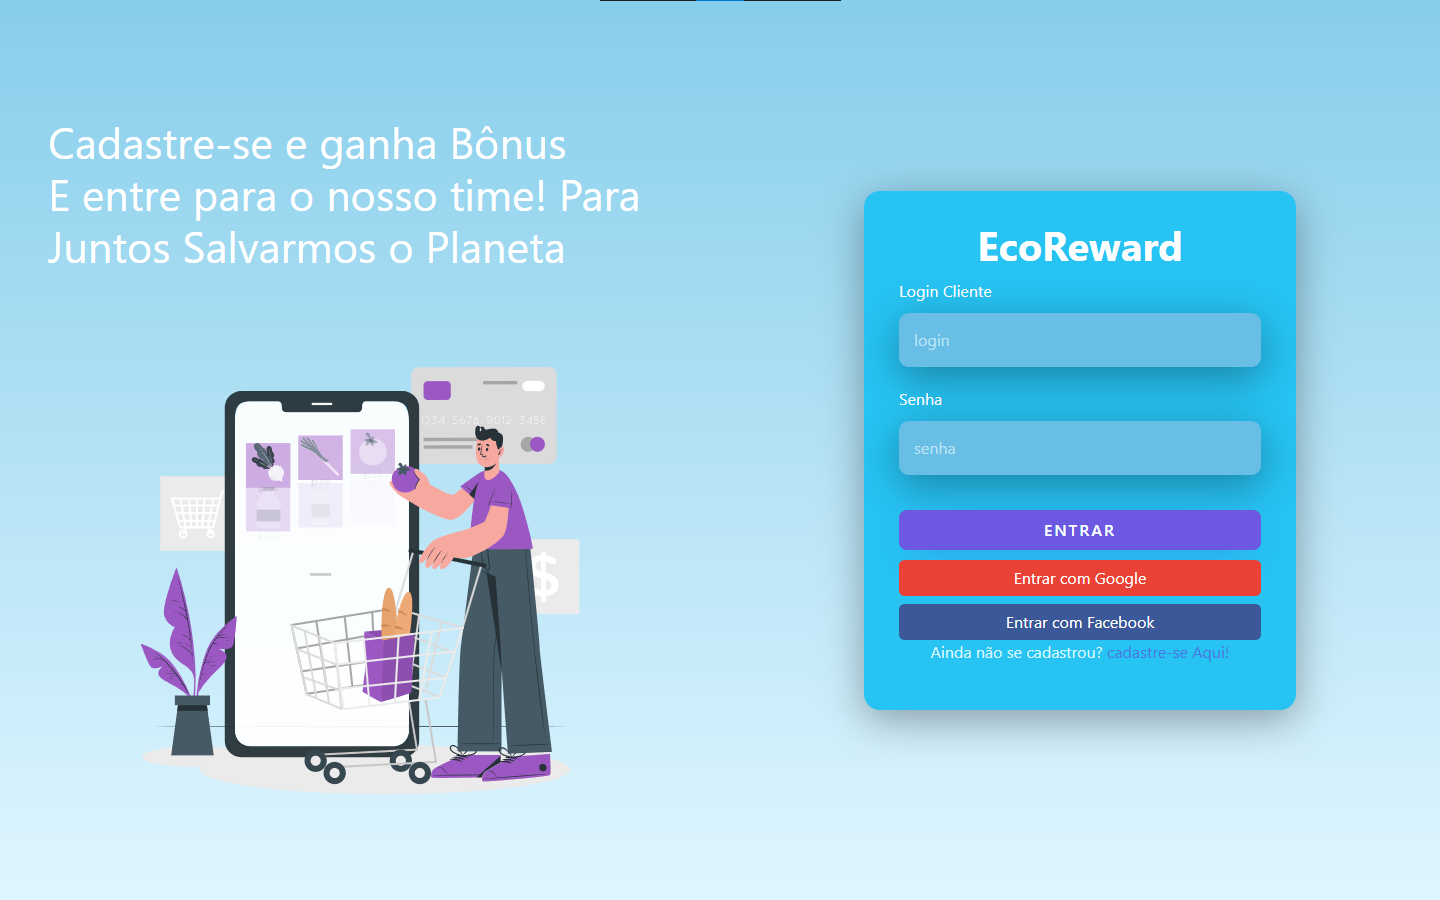 Cadastre-se e ganha Bônus
E entre para o nosso time! Para
Juntos Salvarmos o Planeta
1234 5678 9012 3456
EcoReward
Login Cliente
login
Senha
senha
ENTRAR
Entrar com Google
Entrar com Facebook
Ainda não se cadastrou? cadastre-se Aqui!